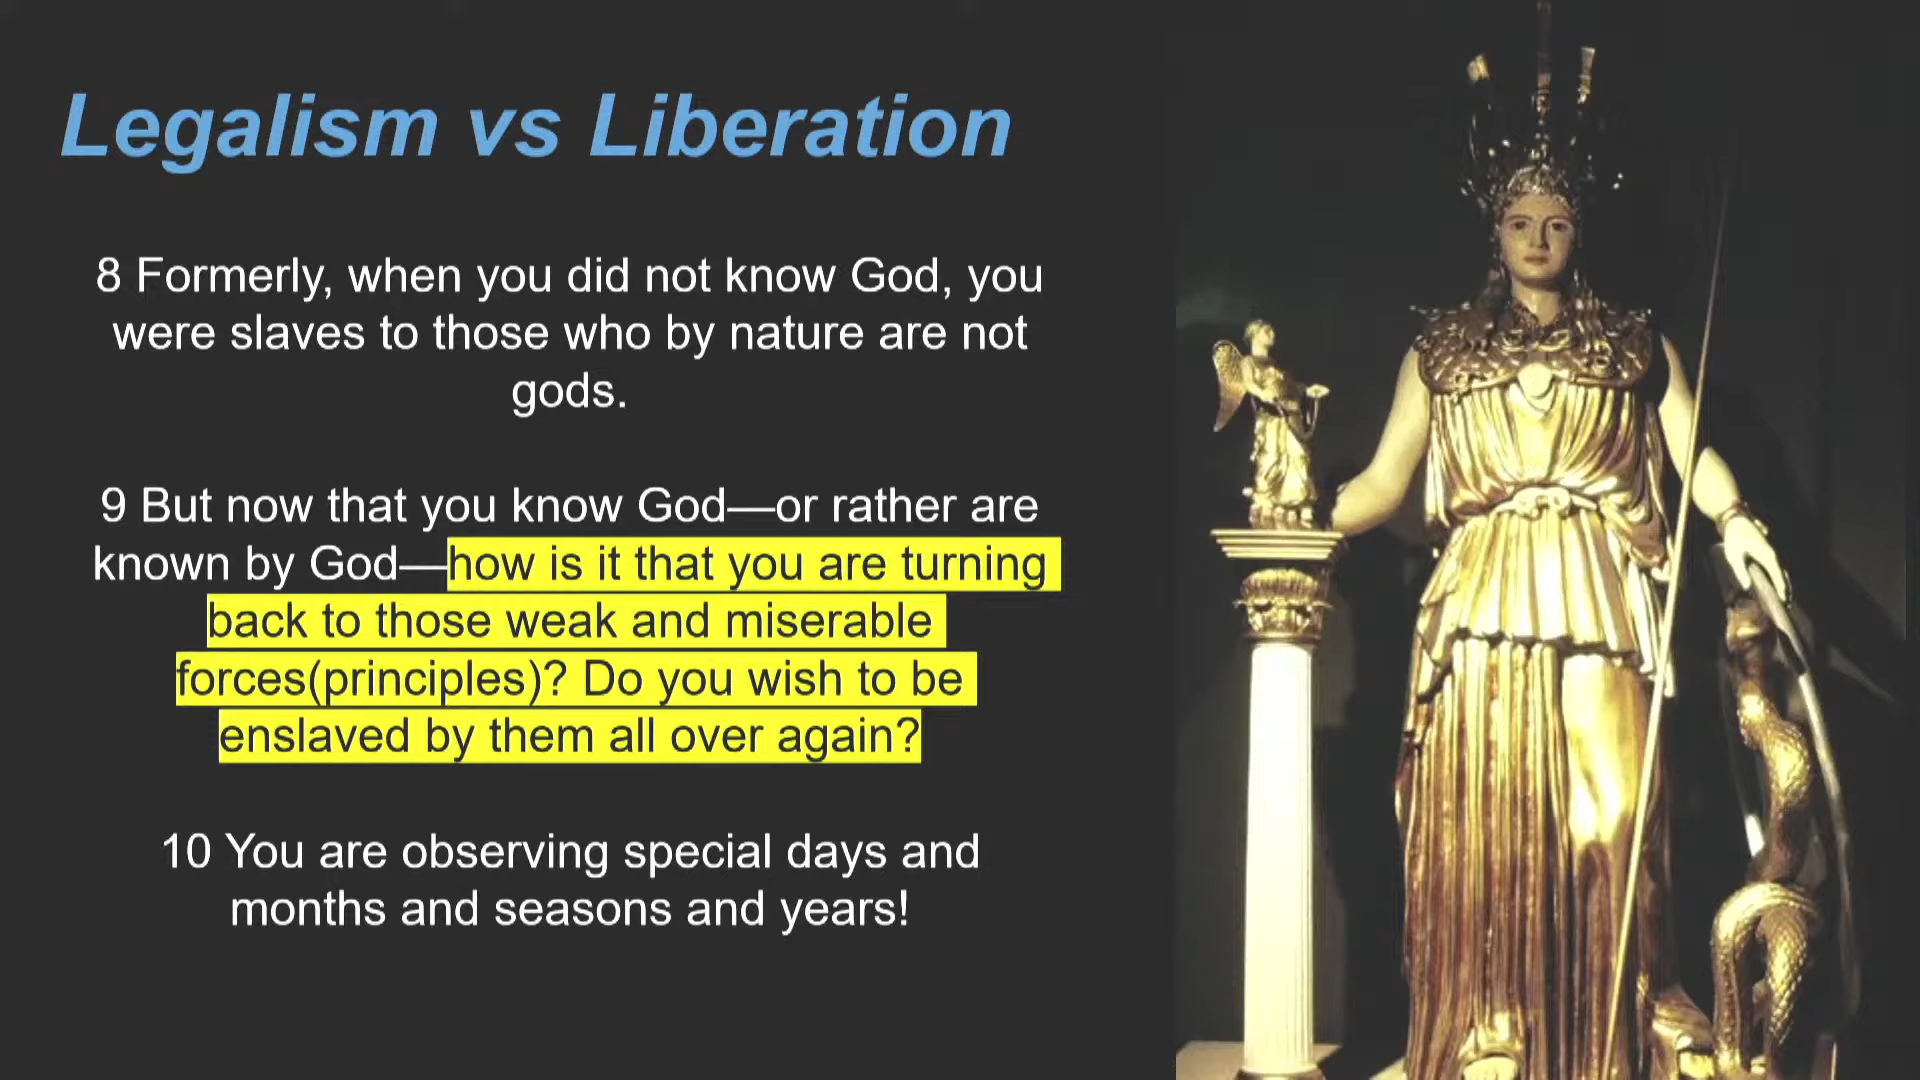 Legalism vs Liberation
8 Formerly, when you did not know God, you
were slaves to those who by nature are not
gods.
9 But now that you know God—or rather are
known by God—how is it that you are turning
back to those weak and miserable
forces(principles)? Do you wish to be
enslaved by them all over again?
10 You are observing special days and
months and seasons and years!